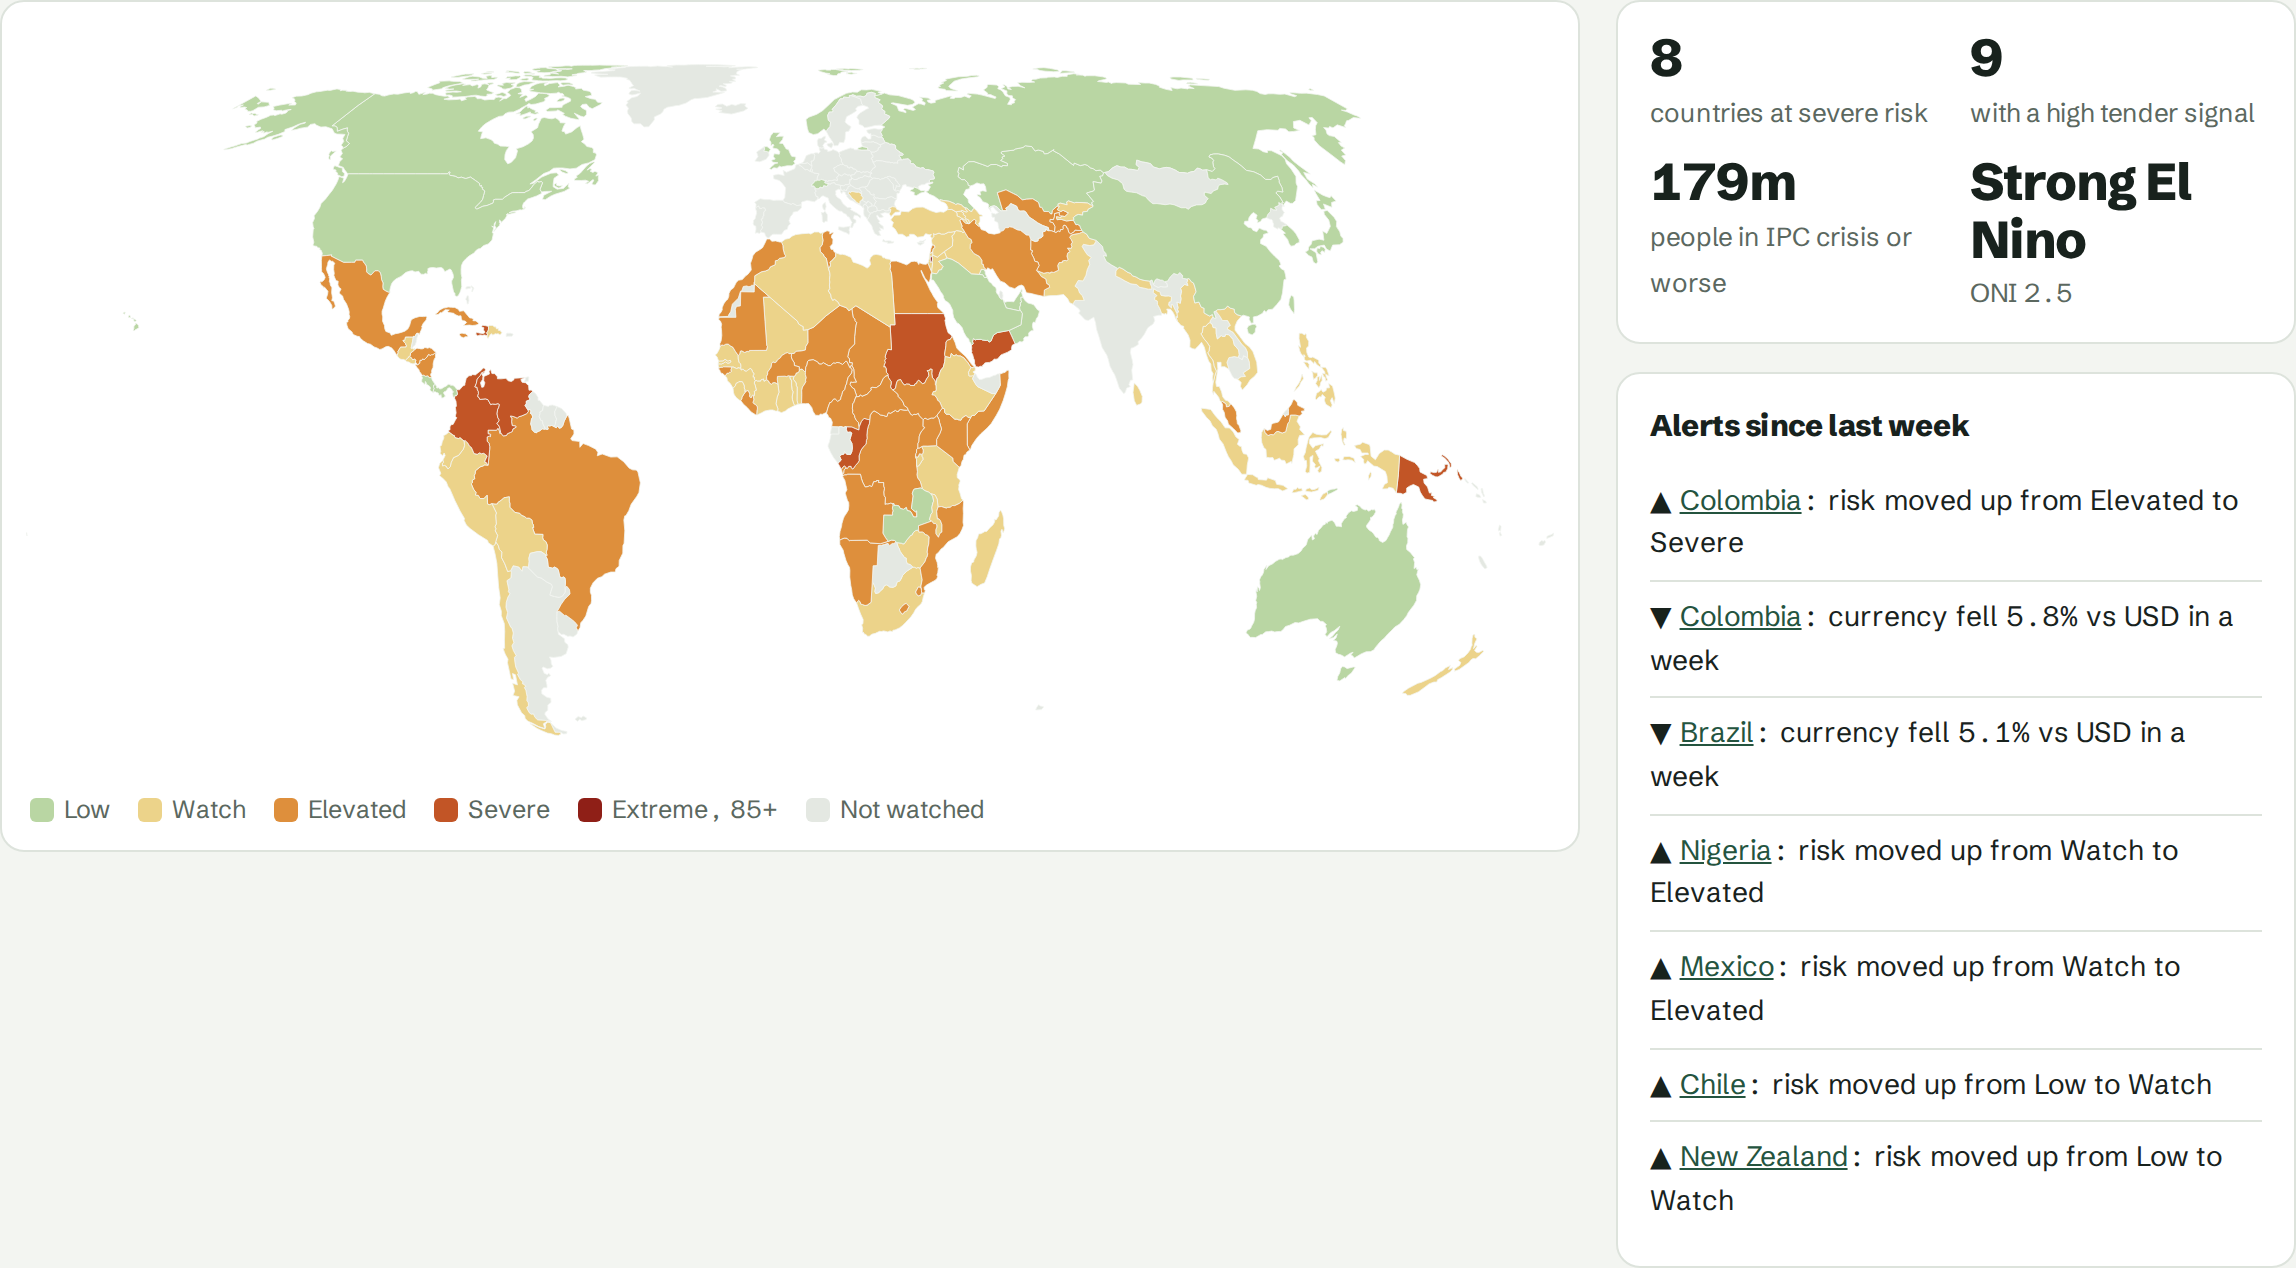 Low
Watch
Elevated
Severe
Extreme, 85+
Not watched
8
countries at severe risk
9
with a high tender signal
179m
people in IPC crisis or
worse
Strong El
Nino
ONI 2.5
Alerts since last week
▲ Colombia: risk moved up from Elevated to
Severe
▼ Colombia: currency fell 5.8% vs USD in a
week
▼ Brazil: currency fell 5.1% vs USD in a
week
▲ Nigeria: risk moved up from Watch to
Elevated
▲ Mexico: risk moved up from Watch to
Elevated
▲ Chile: risk moved up from Low to Watch
▲ New Zealand: risk moved up from Low to
Watch